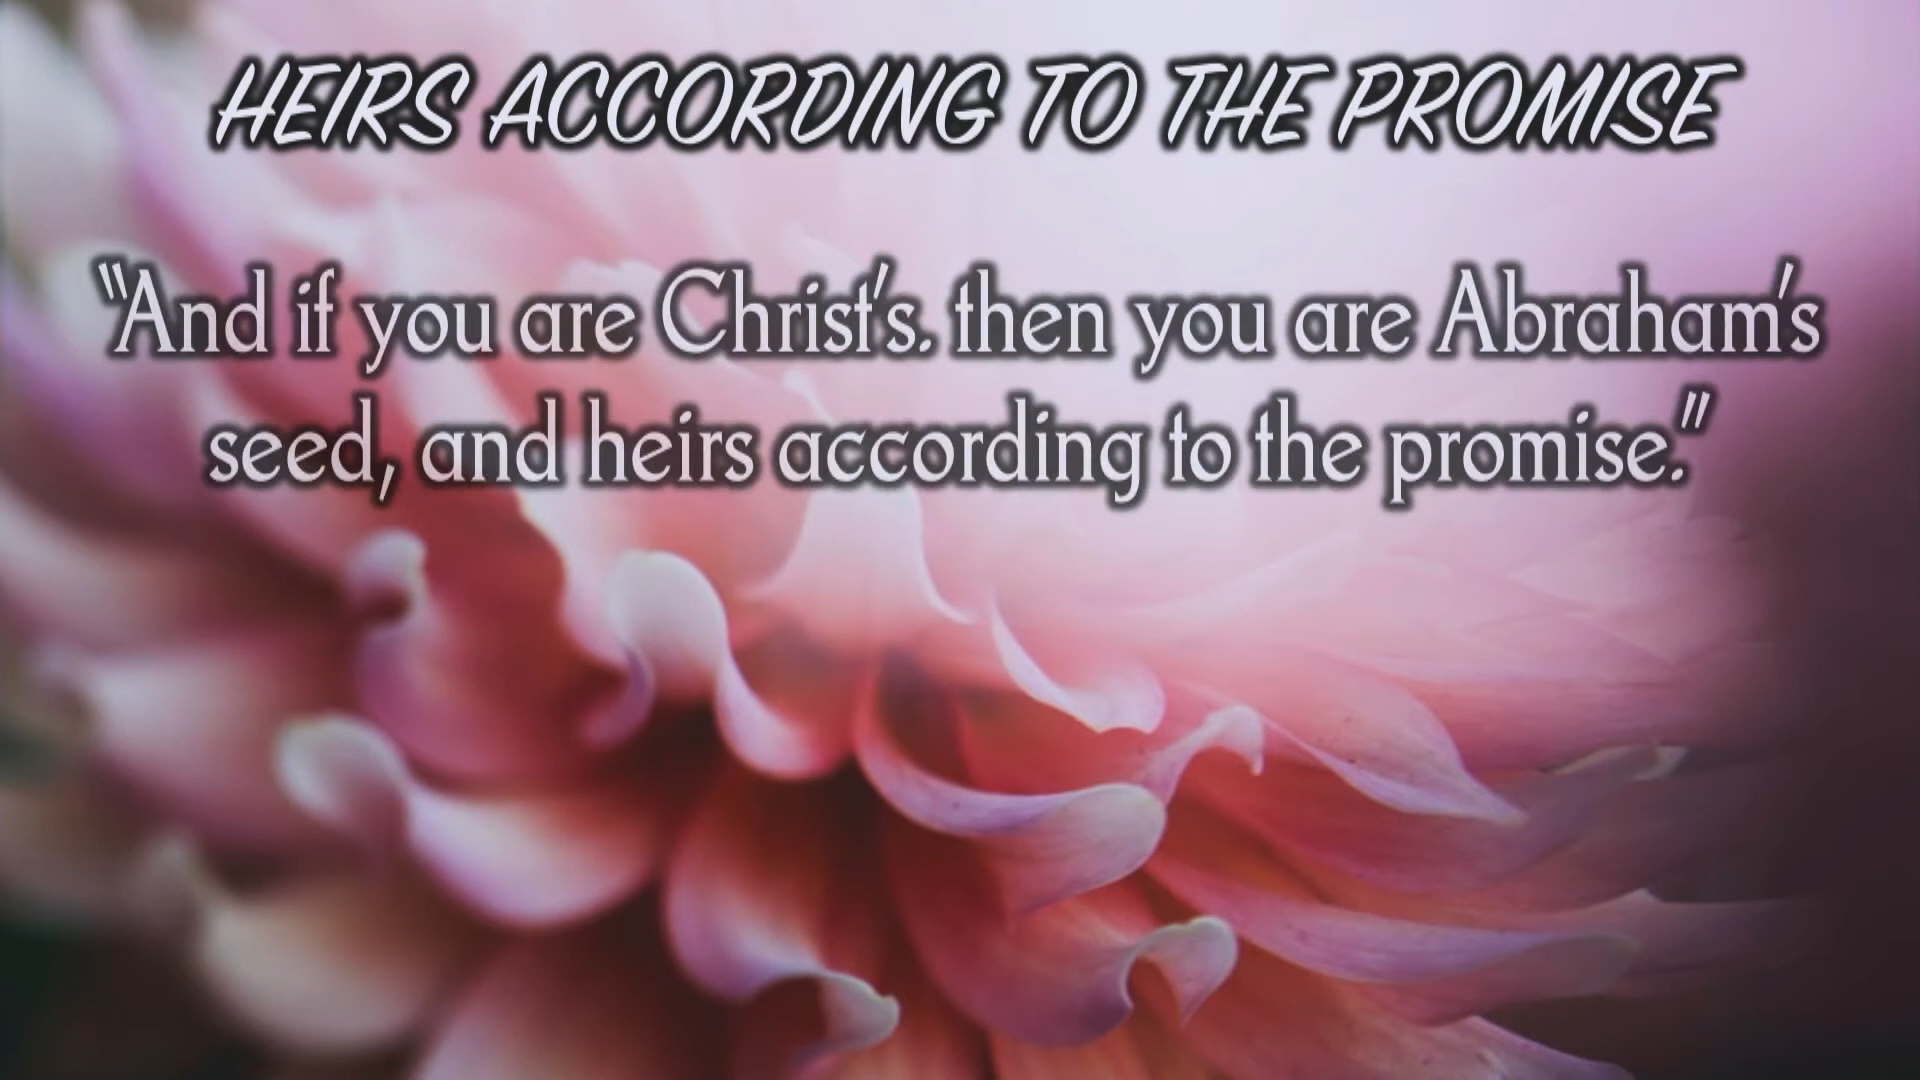 HEIRS ACCORDING TO THE PROMISE
“And if you are Christ's. then you are Abraham's
seed, and heirs according to the promise.”